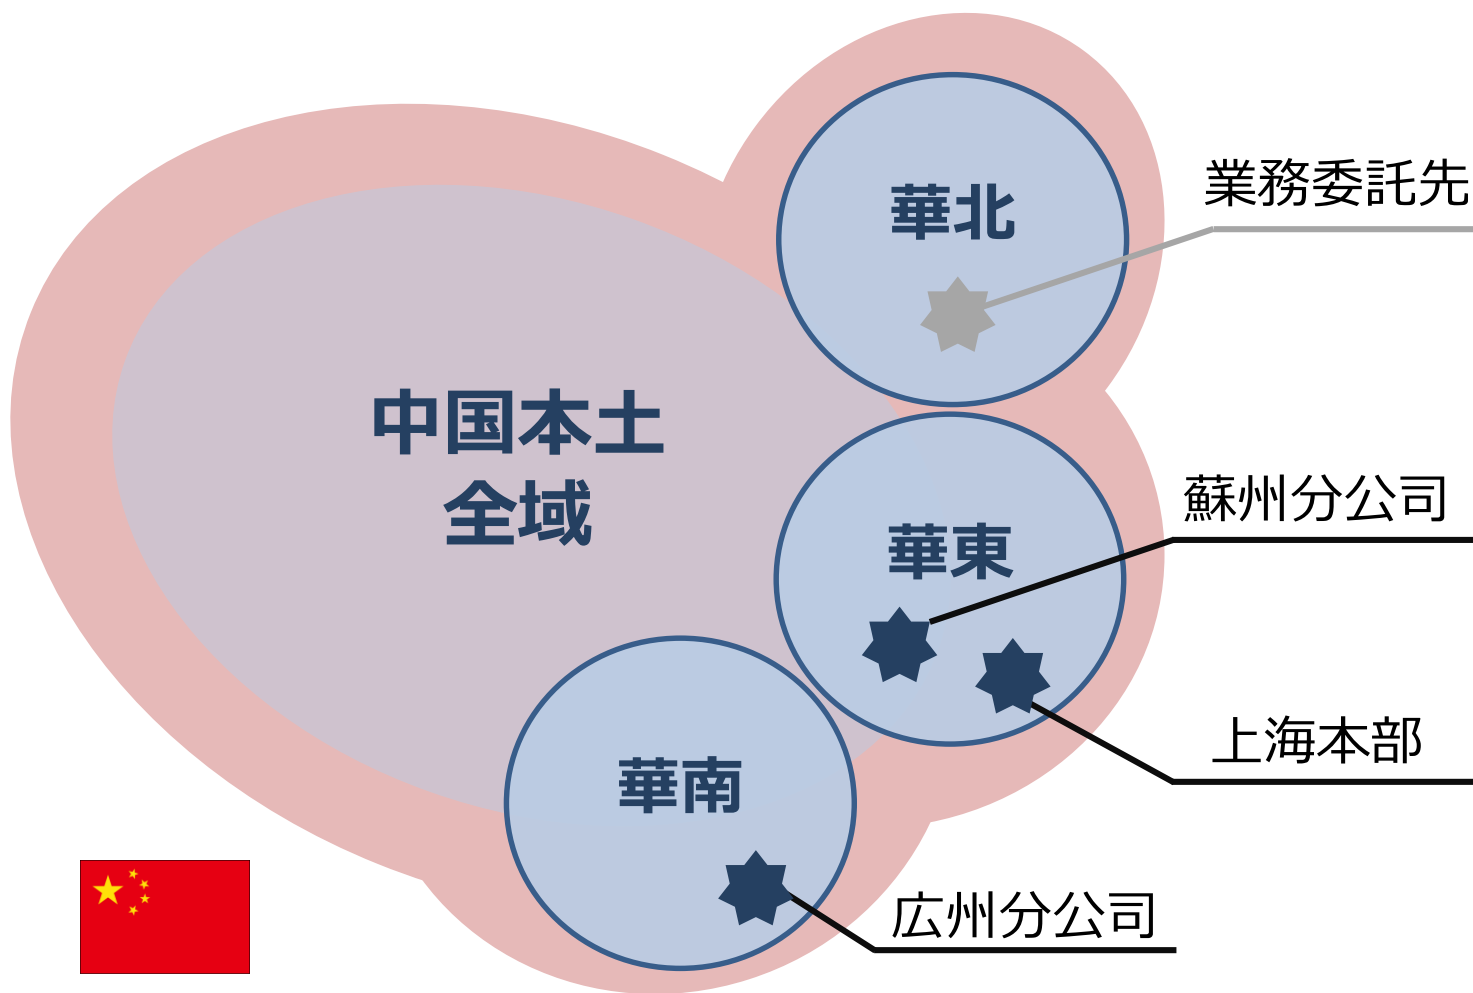 華北
業務委託先
中国本土
全域
蘇州分公司
華東
上海本部
華南
広州分公司